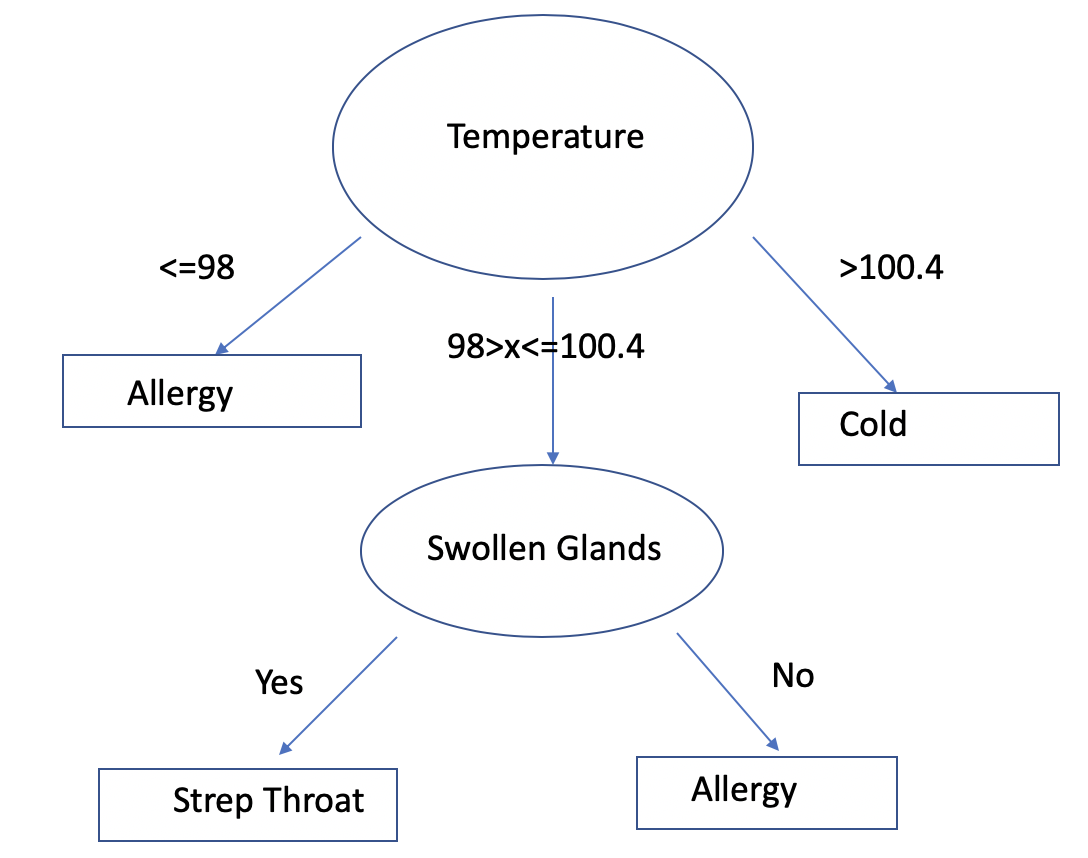 Temperature
<=98
>100.4
98>x<=100.4
Allergy
Cold
Swollen Glands
Yes
No
Strep Throat
Allergy